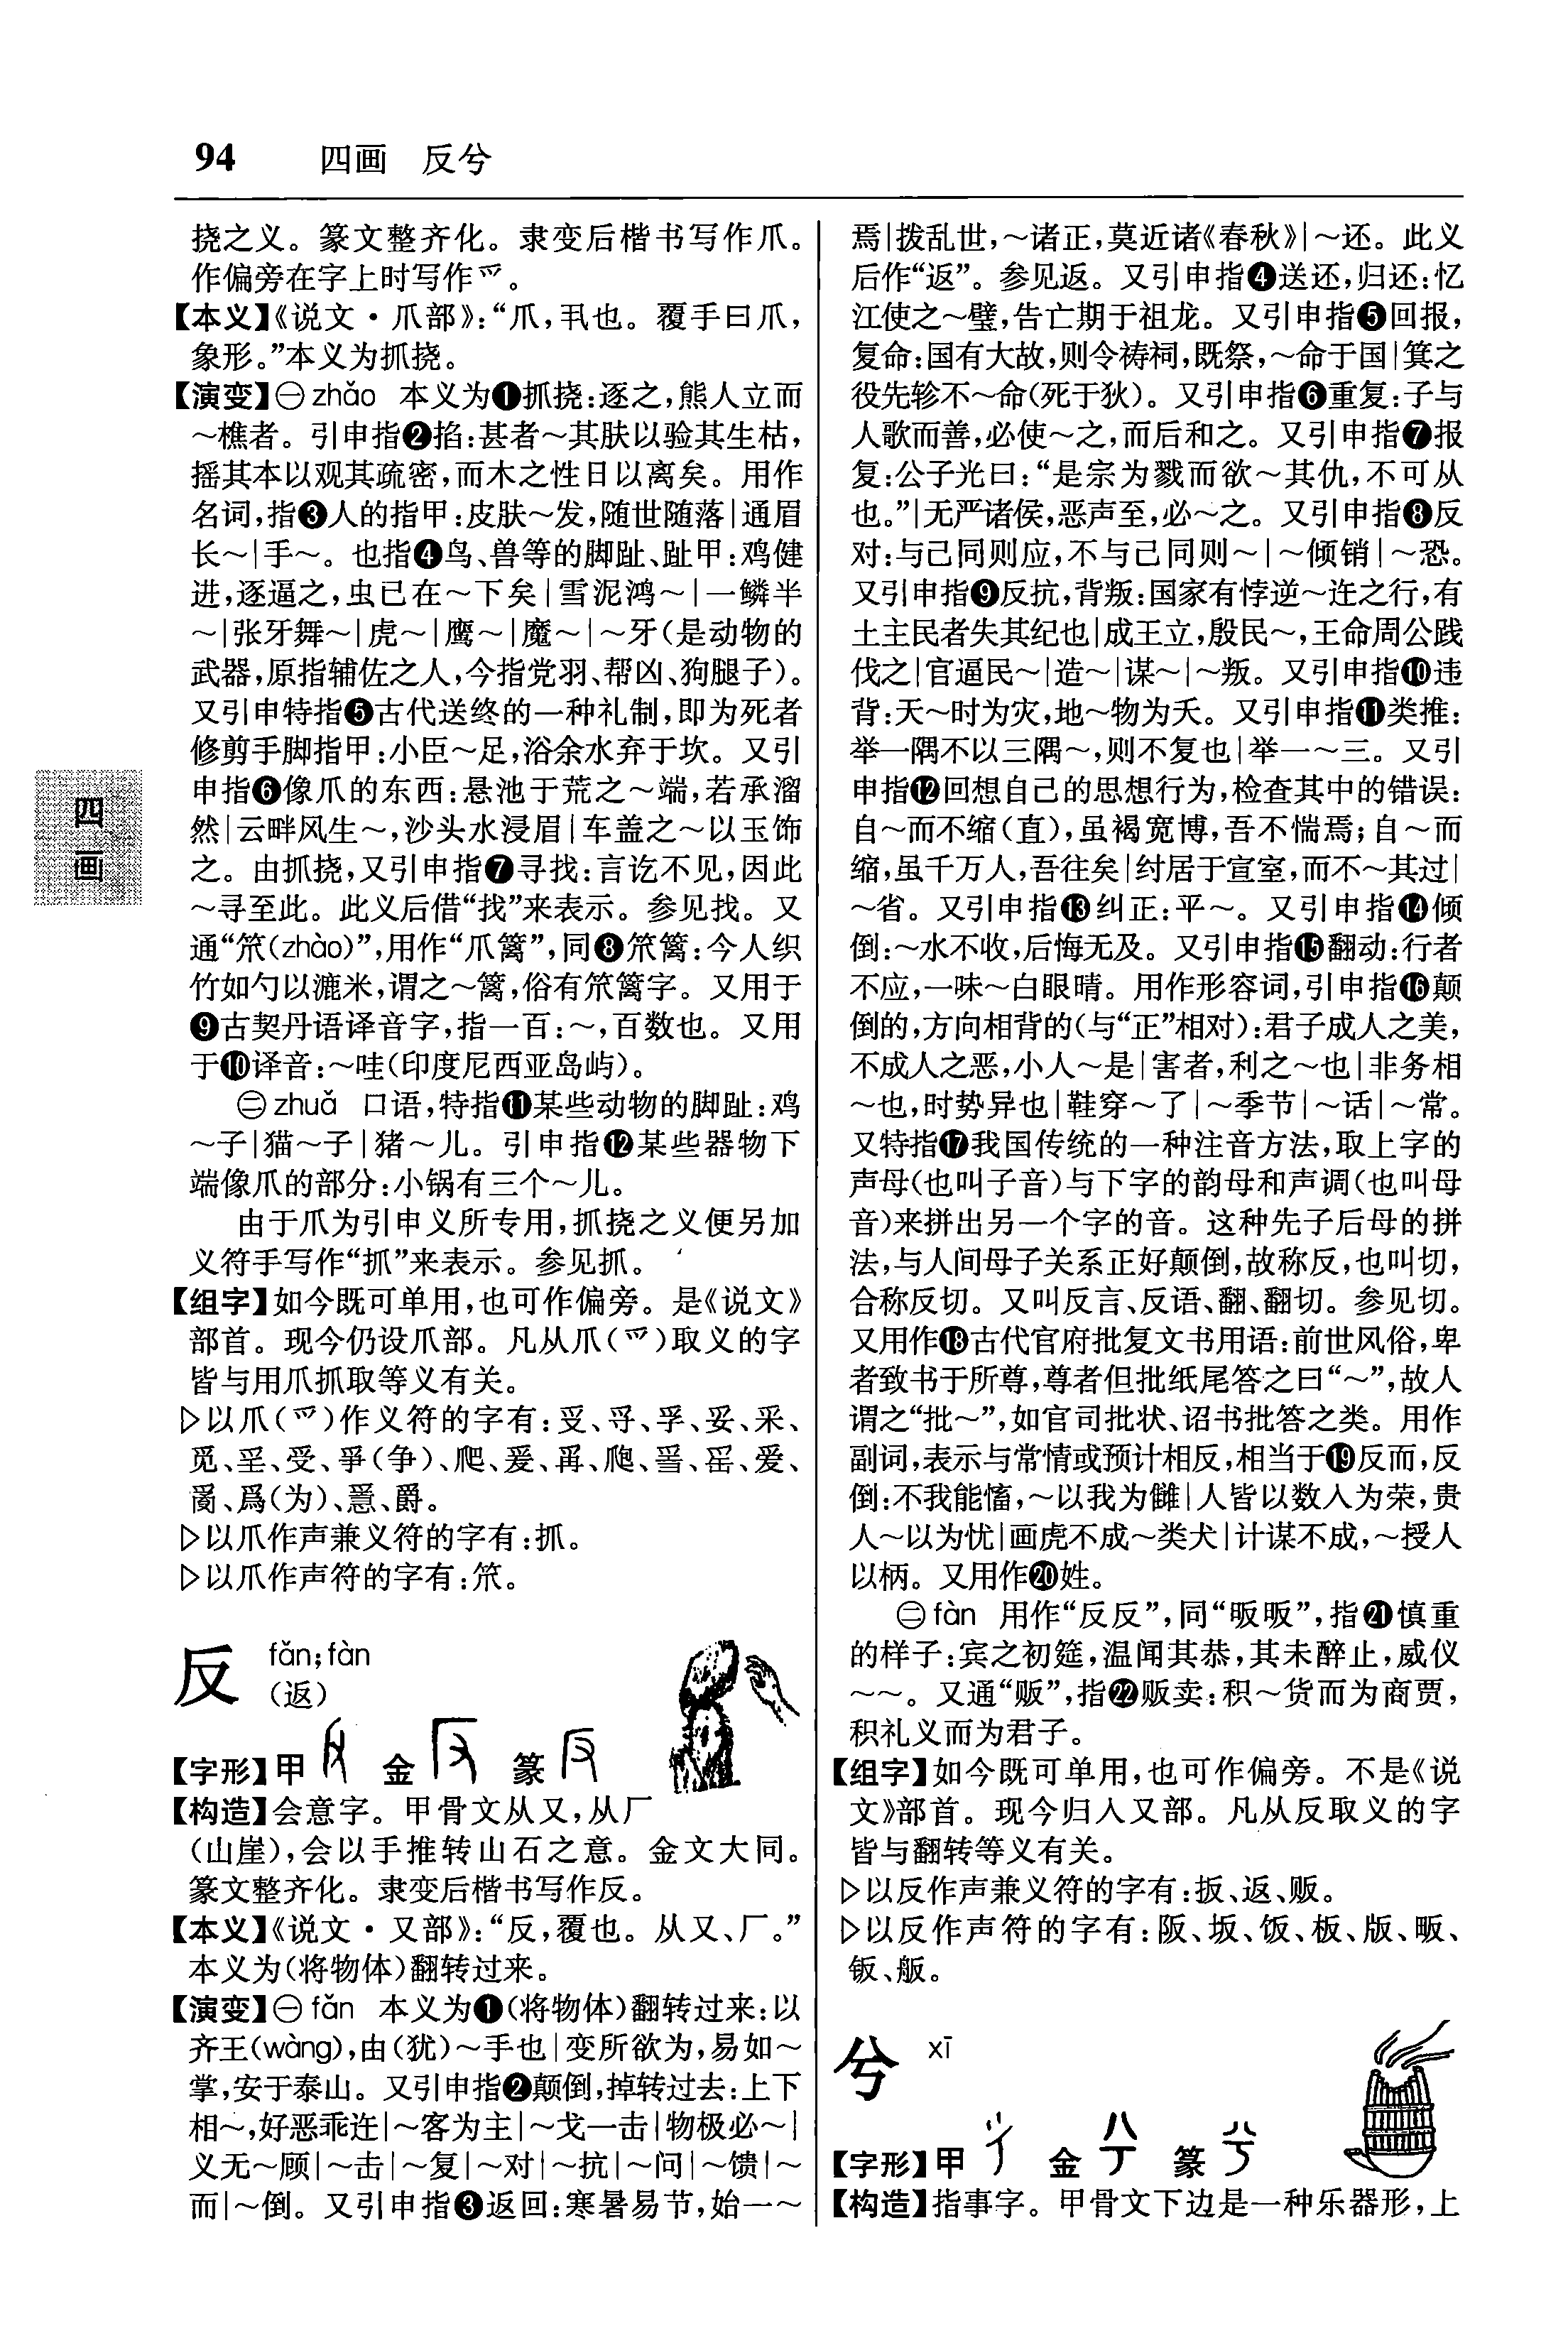 94 四画 反兮
挠之义。篆文整齐化。隶变后楷书写作爪。
作偏旁在字上时写作爫。
【本义】《说文·爪部》:“爪,丮也。覆手曰爪,
象形。”本义为抓挠。
【演变】㊀zhǎo 本义为❶抓挠:逐之,熊人立而
～樵者。引申指❷掐:甚者～其肤以验其生枯,
摇其本以观其疏密,而木之性日以离矣。用作
名词,指❸人的指甲:皮肤～发,随世随落|通眉
长～|手～。也指❹鸟、兽等的脚趾、趾甲:鸡健
进,逐逼之,虫已在～下矣|雪泥鸿～|一鳞半
～|张牙舞～|虎～|鹰～|魔～|～牙(是动物的
武器,原指辅佐之人,今指党羽、帮凶、狗腿子)。
又引申特指❺古代送终的一种礼制,即为死者
修剪手脚指甲:小臣～足,浴余水弃于坎。又引
申指❻像爪的东西:悬池于荒之～端,若承溜
然|云畔风生～,沙头水浸眉|车盖之～以玉饰
之。由抓挠,又引申指❼寻找:言讫不见,因此
～寻至此。此义后借“找”来表示。参见找。又
通“笊(zhào)”,用作“爪篱”,同❽笊篱:今人织
竹如勺以漉米,谓之～篱,俗有笊篱字。又用于
❾古契丹语译音字,指一百:～,百数也。又用
于❿译音:～哇(印度尼西亚岛屿)。
㊁zhuǎ 口语,特指⓫某些动物的脚趾:鸡
～子|猫～子|猪～儿。引申指⓬某些器物下
端像爪的部分:小锅有三个～儿。
由于爪为引申义所专用,抓挠之义便另加
义符手写作“抓”来表示。参见抓。
【组字】如今既可单用,也可作偏旁。是《说文》
部首。现今仍设爪部。凡从爪(爫)取义的字
皆与用爪抓取等义有关。
▷以爪(爫)作义符的字有:𠬪、寽、孚、妥、采、
觅、𡈼、受、爭(争)、爬、爰、爯、爮、䍃、爱、
𤔔、爲(为)、爵。
▷以爪作声兼义符的字有:抓。
▷以爪作声符的字有:笊。
反 fǎn;fàn
(返)
【字形】甲 金 篆
【构造】会意字。甲骨文从又,从厂
(山崖),会以手推转山石之意。金文大同。
篆文整齐化。隶变后楷书写作反。
【本义】《说文·又部》:“反,覆也。从又、厂。”
本义为(将物体)翻转过来。
【演变】㊀fǎn 本义为❶(将物体)翻转过来:以
齐王(wàng),由(犹)～手也|变所欲为,易如～
掌,安于泰山。又引申指❷颠倒,掉转过去:上下
相～,好恶乖迕|～客为主|～戈一击|物极必～|
义无～顾|～击|～复|～对|～抗|～问|～馈|～
而|～倒。又引申指❸返回:寒暑易节,始一～
焉|拨乱世,～诸正,莫近诸《春秋》|～还。此义
后作“返”。参见返。又引申指❹送还,归还:忆
江使之～璧,告亡期于祖龙。又引申指❺回报,
复命:国有大故,则令祷祠,既祭,～命于国|箕之
役先轸不～命(死于狄)。又引申指❻重复:子与
人歌而善,必使～之,而后和之。又引申指❼报
复:公子光曰:“是宗为戮而欲～其仇,不可从
也。”|无严诸侯,恶声至,必～之。又引申指❽反
对:与己同则应,不与己同则～|～倾销|～恐。
又引申指❾反抗,背叛:国家有悖逆～迕之行,有
土主民者失其纪也|成王立,殷民～,王命周公践
伐之|官逼民～|造～|谋～|～叛。又引申指❿违
背:天～时为灾,地～物为夭。又引申指⓫类推:
举一隅不以三隅～,则不复也|举一～三。又引
申指⓬回想自己的思想行为,检查其中的错误:
自～而不缩(直),虽褐宽博,吾不惴焉;自～而
缩,虽千万人,吾往矣|纣居于宣室,而不～其过|
～省。又引申指⓭纠正:平～。又引申指⓮倾
倒:～水不收,后悔无及。又引申指⓯翻动:行者
不应,一味～白眼睛。用作形容词,引申指⓰颠
倒的,方向相背的(与“正”相对):君子成人之美,
不成人之恶,小人～是|害者,利之～也|非务相
～也,时势异也|鞋穿～了|～季节|～话|～常。
又特指⓱我国传统的一种注音方法,取上字的
声母(也叫子音)与下字的韵母和声调(也叫母
音)来拼出另一个字的音。这种先子后母的拼
法,与人间母子关系正好颠倒,故称反,也叫切,
合称反切。又叫反言、反语、翻、翻切。参见切。
又用作⓲古代官府批复文书用语:前世风俗,卑
者致书于所尊,尊者但批纸尾答之曰“～”,故人
谓之“批～”,如官司批状、诏书批答之类。用作
副词,表示与常情或预计相反,相当于⓳反而,反
倒:不我能慉,～以我为雠|人皆以数入为荣,贵
人～以为忧|画虎不成～类犬|计谋不成,～授人
以柄。又用作⓴姓。
㊁fàn 用作“反反”,同“昄昄”,指㉑慎重
的样子:宾之初筵,温闻其恭,其未醉止,威仪
～～。又通“贩”,指㉒贩卖:积～货而为商贾,
积礼义而为君子。
【组字】如今既可单用,也可作偏旁。不是《说
文》部首。现今归入又部。凡从反取义的字
皆与翻转等义有关。
▷以反作声兼义符的字有:扳、返、贩。
▷以反作声符的字有:阪、坂、饭、板、版、畈、
钣、舨。
兮 xī
【字形】甲 金 篆
【构造】指事字。甲骨文下边是一种乐器形,上
四
画